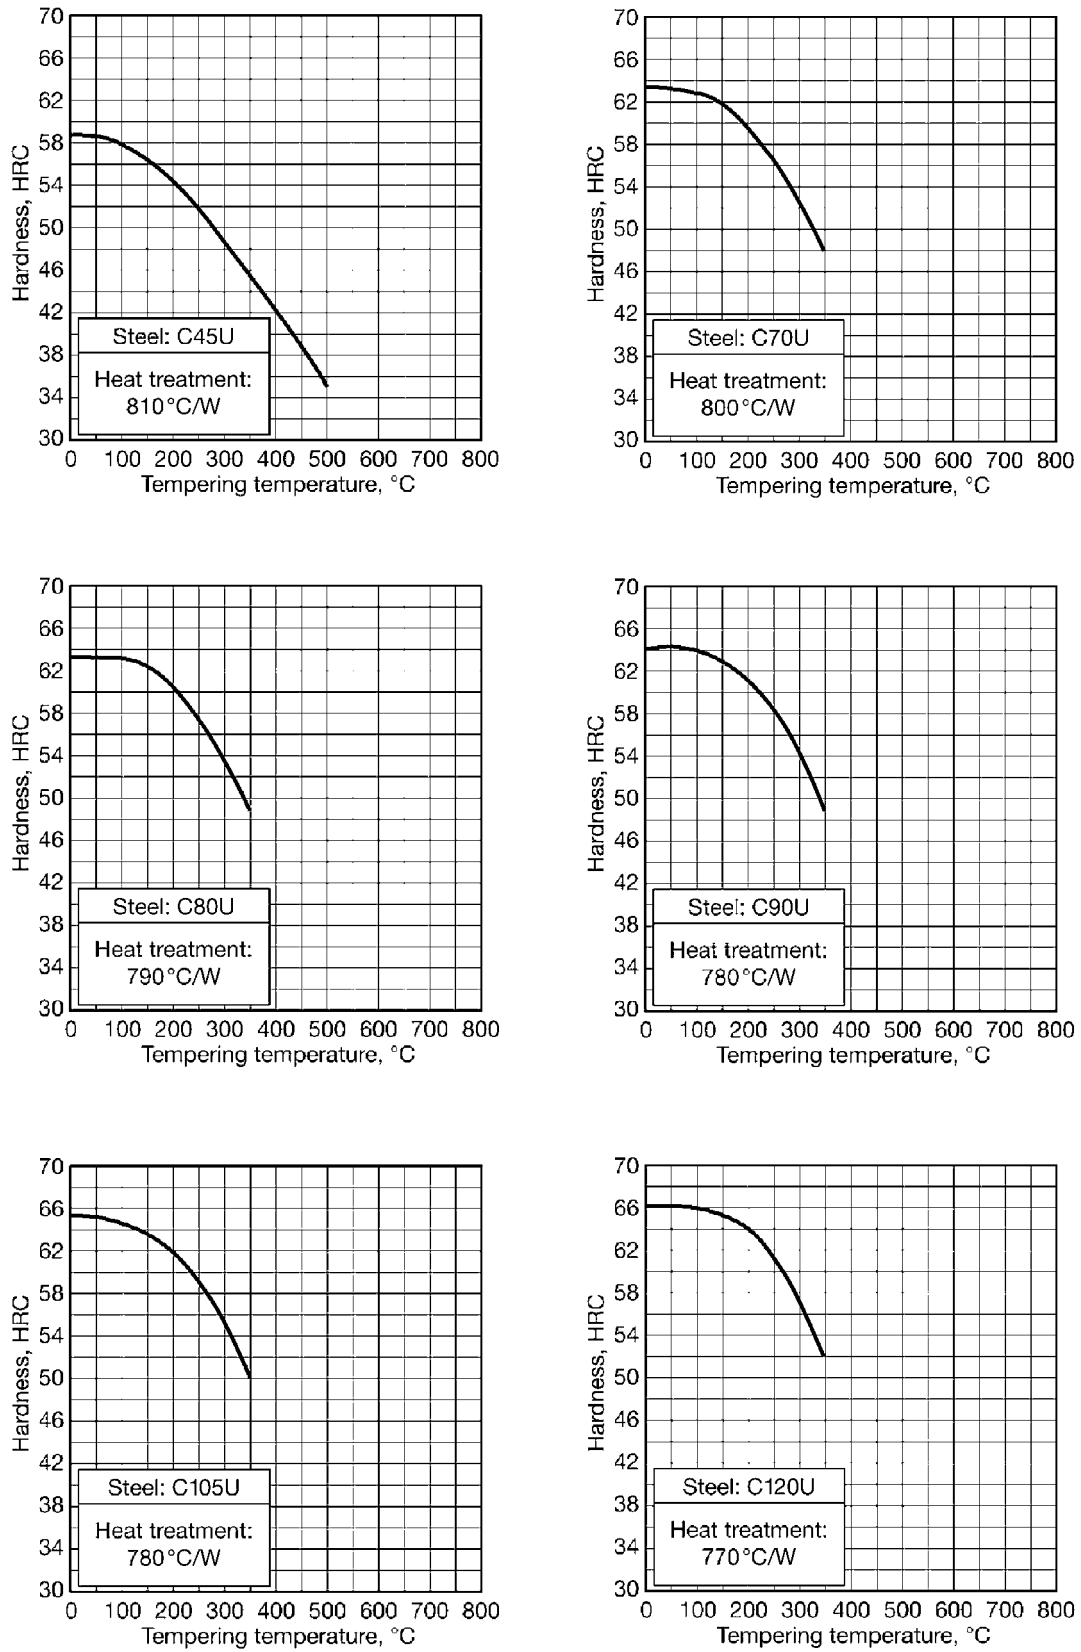 70
66
62
58
54
50
46
42
38
34
30
Hardness, HRC
Steel: C45U
Heat treatment:
810°C/W
0 100 200 300 400 500 600 700 800
Tempering temperature, °C
70
66
62
58
54
50
46
42
38
34
30
Hardness, HRC
Steel: C70U
Heat treatment:
800°C/W
0 100 200 300 400 500 600 700 800
Tempering temperature, °C
70
66
62
58
54
50
46
42
38
34
30
Hardness, HRC
Steel: C80U
Heat treatment:
790°C/W
0 100 200 300 400 500 600 700 800
Tempering temperature, °C
70
66
62
58
54
50
46
42
38
34
30
Hardness, HRC
Steel: C90U
Heat treatment:
780°C/W
0 100 200 300 400 500 600 700 800
Tempering temperature, °C
70
66
62
58
54
50
46
42
38
34
30
Hardness, HRC
Steel: C105U
Heat treatment:
780°C/W
0 100 200 300 400 500 600 700 800
Tempering temperature, °C
70
66
62
58
54
50
46
42
38
34
30
Hardness, HRC
Steel: C120U
Heat treatment:
770°C/W
0 100 200 300 400 500 600 700 800
Tempering temperature, °C